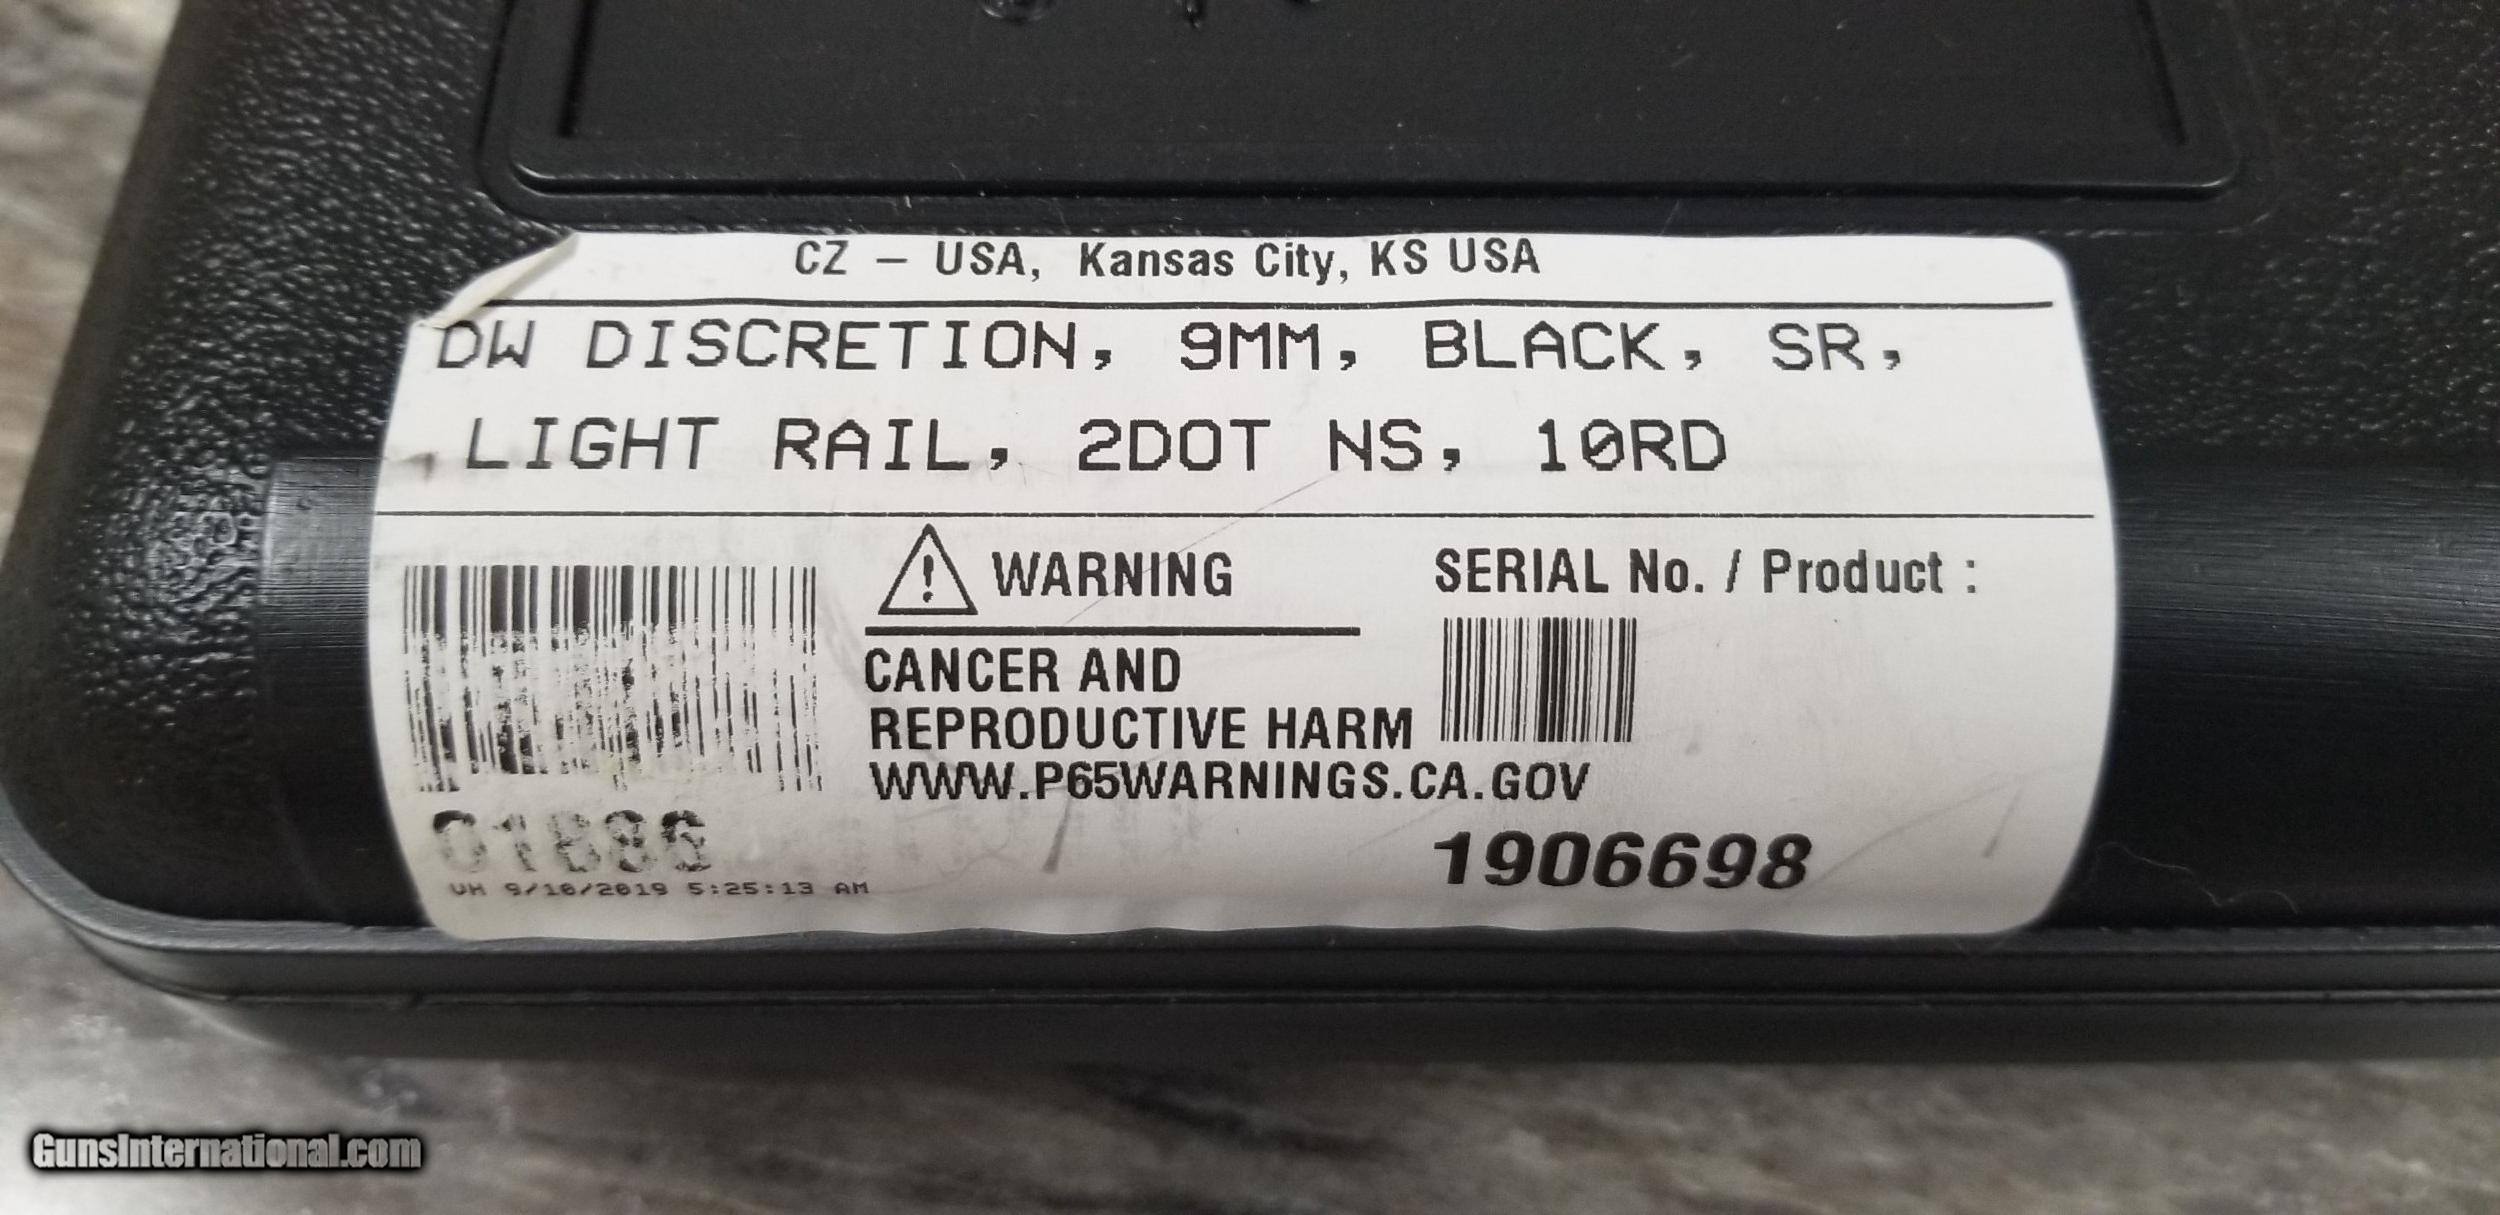 CZ – USA, Kansas City, KS USA
DW DISCRETION, 9MM, BLACK, SR,
LIGHT RAIL, 2DOT NS, 10RD
WARNING
CANCER AND
REPRODUCTIVE HARM
WWW.P65WARNINGS.CA.GOV
SERIAL No. / Product :
1906698
9/10/2019 5:25:13 AM
GunsInternational.com